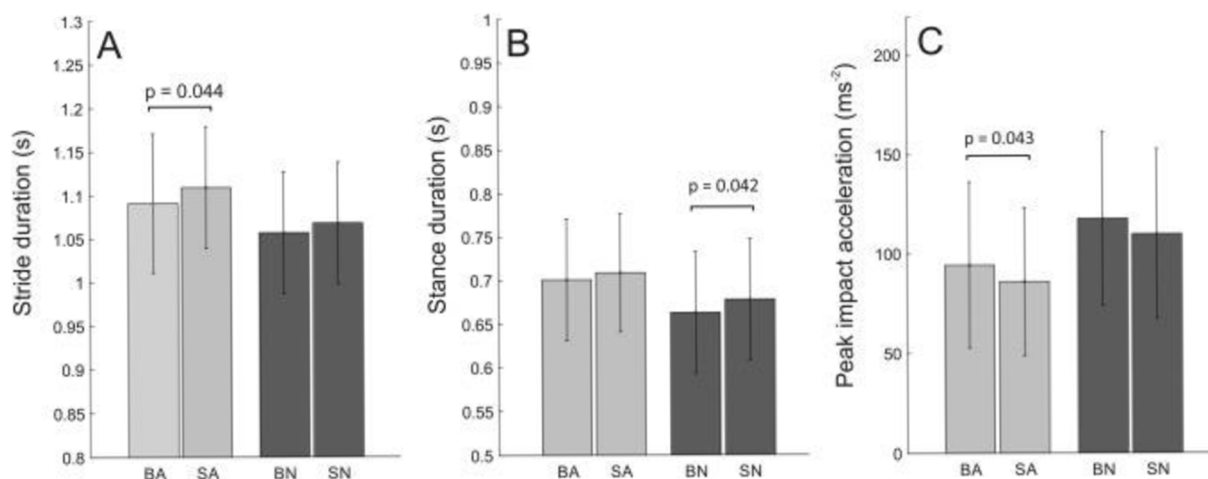 A
Stride duration (s)
1.3
1.25
1.2
1.15
1.1
1.05
1
0.95
0.9
0.85
0.8
p = 0.044
BA SA BN SN
B
Stance duration (s)
1
0.95
0.9
0.85
0.8
0.75
0.7
0.65
0.6
0.55
0.5
p = 0.042
BA SA BN SN
C
Peak impact acceleration (ms⁻²)
200
150
100
50
0
p = 0.043
BA SA BN SN